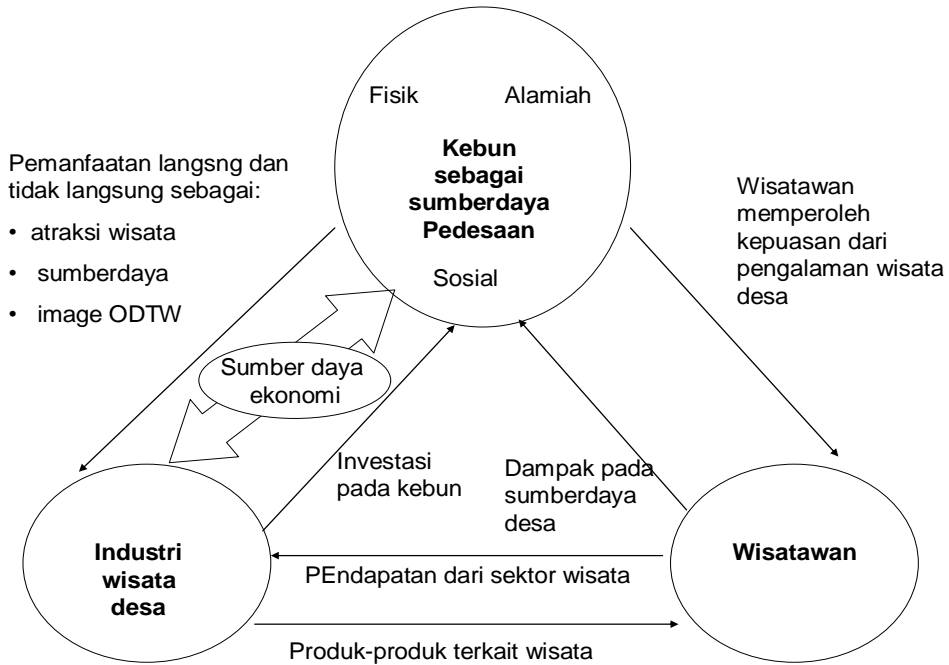 Fisik Alamiah
Kebun
sebagai
sumberdaya
Pedesaan
Sosial
Pemanfaatan langsng dan
tidak langsung sebagai:
• atraksi wisata
• sumberdaya
• image ODTW
Wisatawan
memperoleh
kepuasan dari
pengalaman wisata
desa
Sumber daya
ekonomi
Investasi
pada kebun
Dampak pada
sumberdaya
desa
Industri
wisata
desa
Wisatawan
PEndapatan dari sektor wisata
Produk-produk terkait wisata